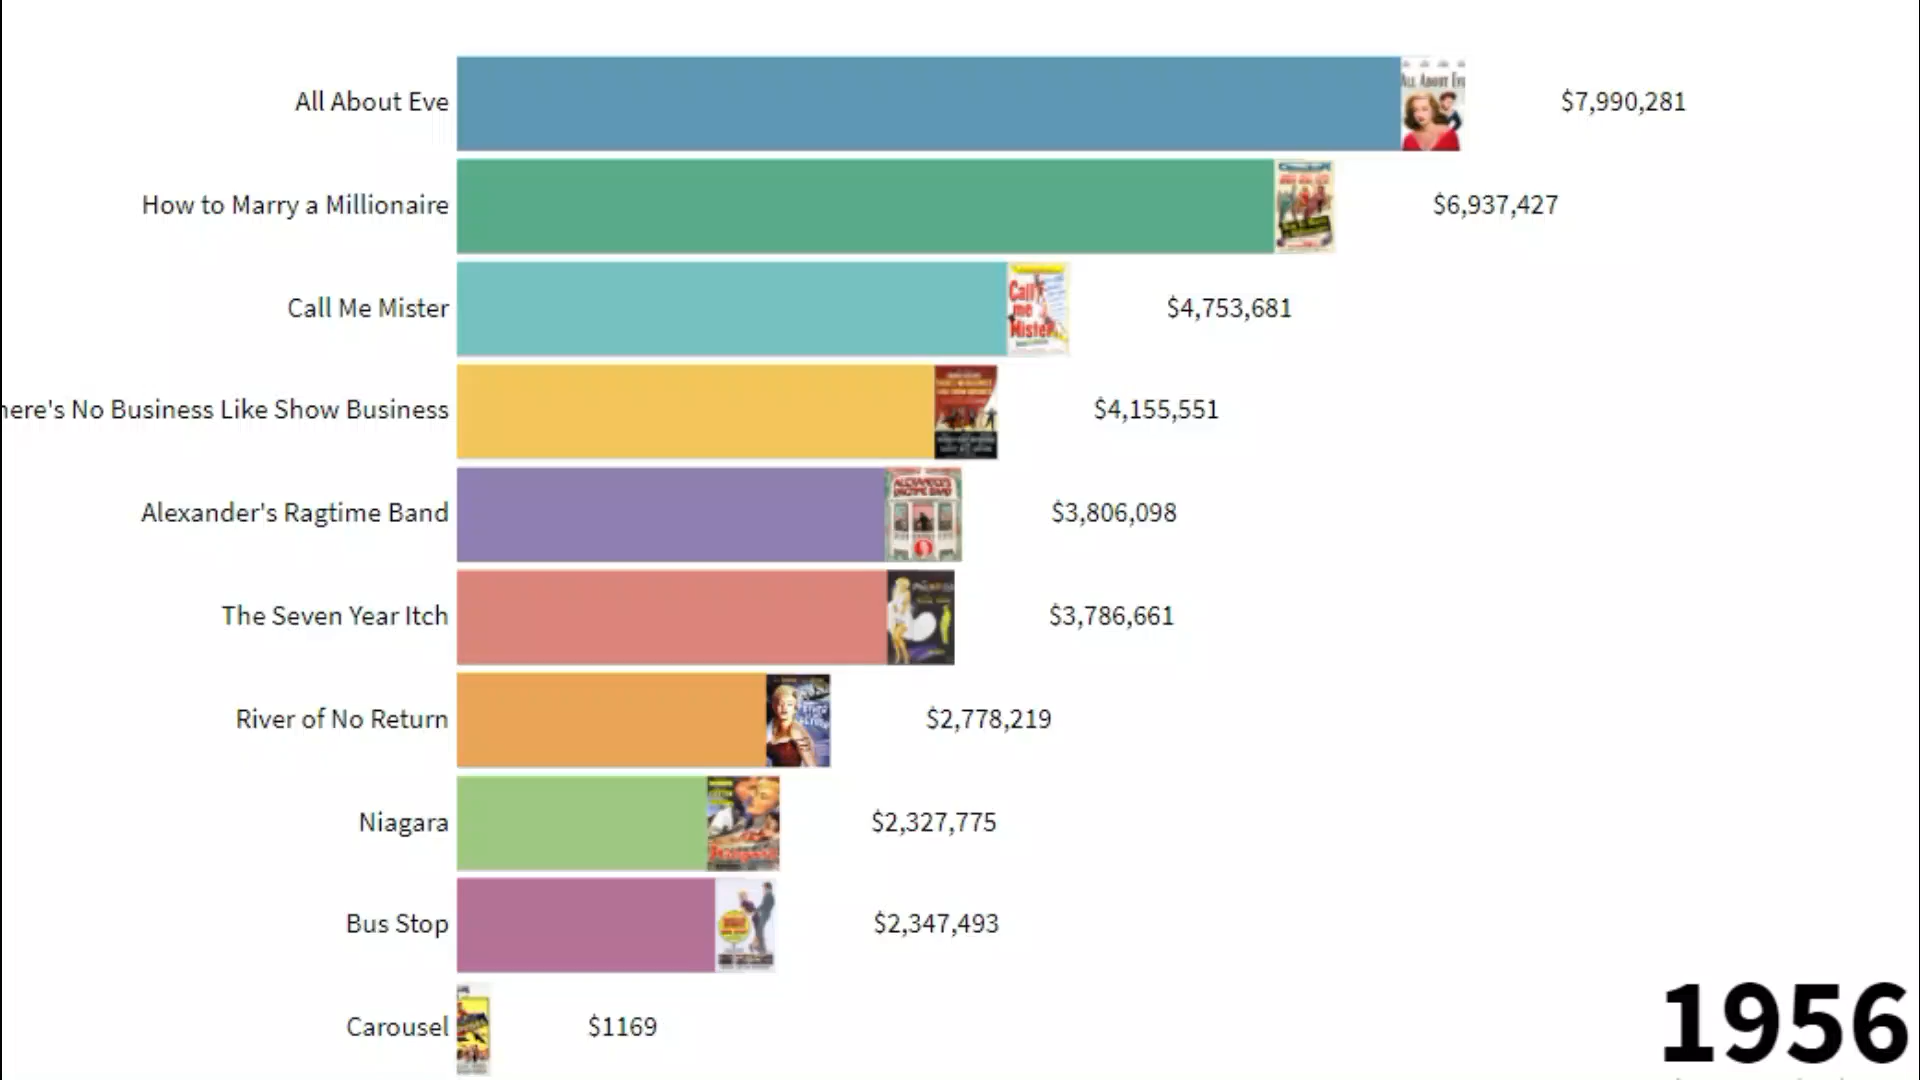 All About Eve $7,990,281
How to Marry a Millionaire $6,937,427
Call Me Mister $4,753,681
here's No Business Like Show Business $4,155,551
Alexander's Ragtime Band $3,806,098
The Seven Year Itch $3,786,661
River of No Return $2,778,219
Niagara $2,327,775
Bus Stop $2,347,493
Carousel $1169
1956